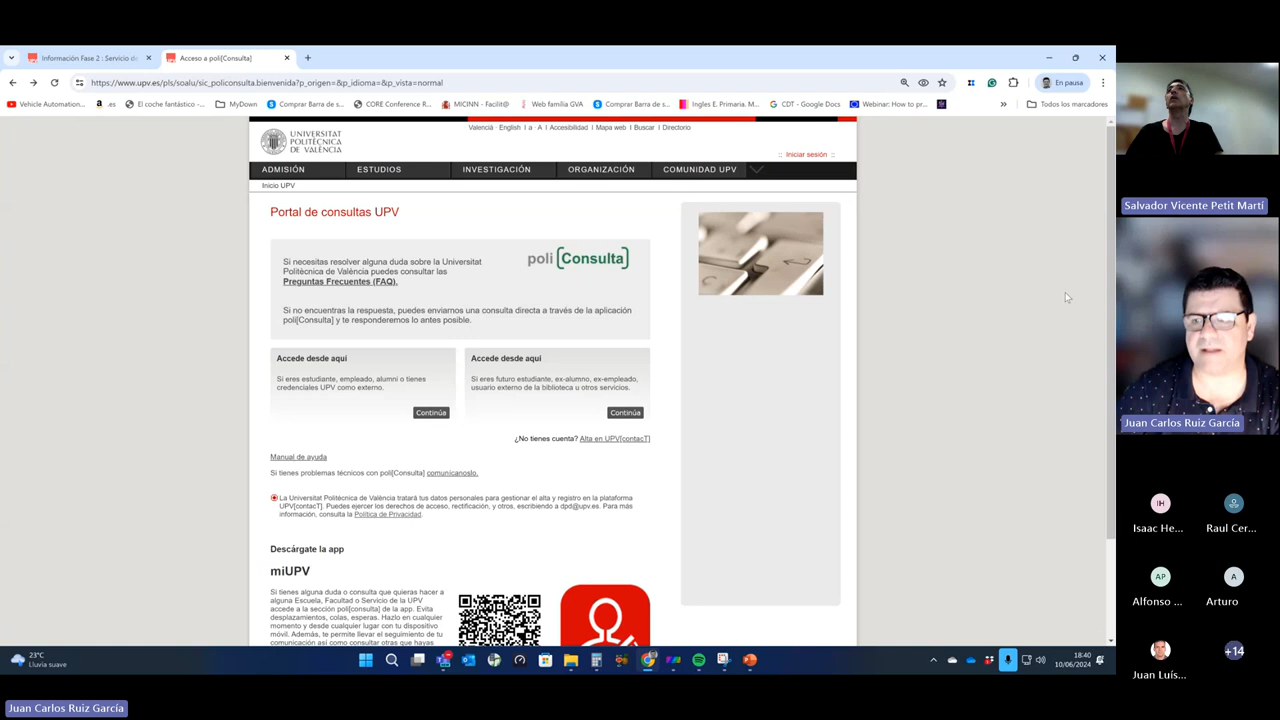 Información Fase 2 : Servicio de
Acceso a poli[Consulta]
https://www.upv.es/pls/soalu/sic_policonsulta.bienvenida?p_origen=&p_idioma=&p_vista=normal
En pausa
Vehicle Automation...
.es
El coche fantástico -...
MyDown
Comprar Barra de s...
CORE Conference R...
MICINN - Facilit@
Web família GVA
Comprar Barra de s...
Ingles E. Primaria. M...
CDT - Google Docs
Webinar: How to pr...
»
Todos los marcadores
UNIVERSITAT
POLITÈCNICA
DE VALÈNCIA
Valencià · English | a · A | Accesibilidad | Mapa web | Buscar | Directorio
:: Iniciar sesión ::
ADMISIÓN
ESTUDIOS
INVESTIGACIÓN
ORGANIZACIÓN
COMUNIDAD UPV
Inicio UPV
Portal de consultas UPV
Si necesitas resolver alguna duda sobre la Universitat
Politècnica de València puedes consultar las
Preguntas Frecuentes (FAQ).
poli [Consulta]
Si no encuentras la respuesta, puedes enviarnos una consulta directa a través de la aplicación
poli[Consulta] y te responderemos lo antes posible.
Accede desde aquí
Si eres estudiante, empleado, alumni o tienes
credenciales UPV como externo.
Continúa
Accede desde aquí
Si eres futuro estudiante, ex-alumno, ex-empleado,
usuario externo de la biblioteca u otros servicios.
Continúa
¿No tienes cuenta? Alta en UPV[contacT]
Manual de ayuda
Si tienes problemas técnicos con poli[Consulta] comunícanoslo.
La Universitat Politècnica de València tratará tus datos personales para gestionar el alta y registro en la plataforma
UPV[contacT]. Puedes ejercer los derechos de acceso, rectificación, y otros, escribiendo a dpd@upv.es. Para más
información, consulta la Política de Privacidad.
Descárgate la app
miUPV
Si tienes alguna duda o consulta que quieras hacer a
alguna Escuela, Facultad o Servicio de la UPV
accede a la sección poli[consulta] de la app. Evita
desplazamientos, colas, esperas. Hazlo en cualquier
momento y desde cualquier lugar con tu dispositivo
móvil. Además, te permite llevar el seguimiento de tu
comunicación así como consultar otras que hayas
Salvador Vicente Petit Martí
Juan Carlos Ruiz García
IH
Isaac He...
Raul Cer...
AP
Alfonso ...
A
Arturo
Juan Luís...
+14
23°C
Lluvia suave
18:40
10/06/2024
Juan Carlos Ruiz García